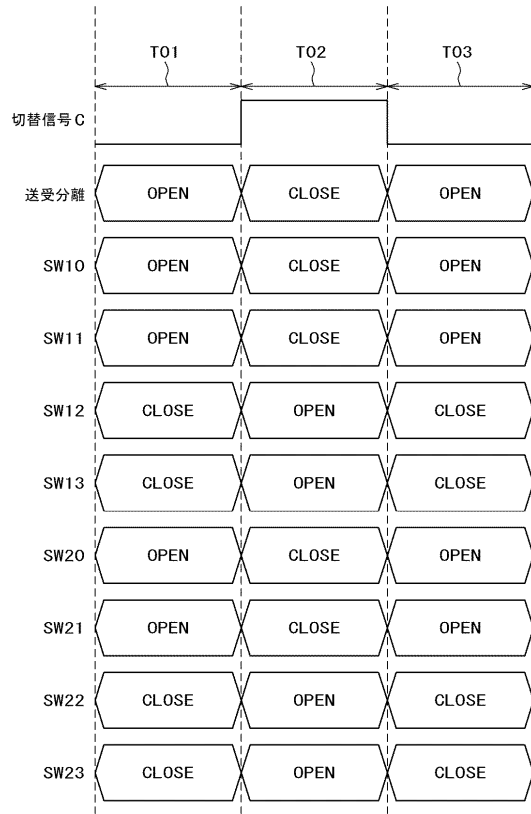 T01 T02 T03
切替信号C
送受分離 OPEN CLOSE OPEN
SW10 OPEN CLOSE OPEN
SW11 OPEN CLOSE OPEN
SW12 CLOSE OPEN CLOSE
SW13 CLOSE OPEN CLOSE
SW20 OPEN CLOSE OPEN
SW21 OPEN CLOSE OPEN
SW22 CLOSE OPEN CLOSE
SW23 CLOSE OPEN CLOSE